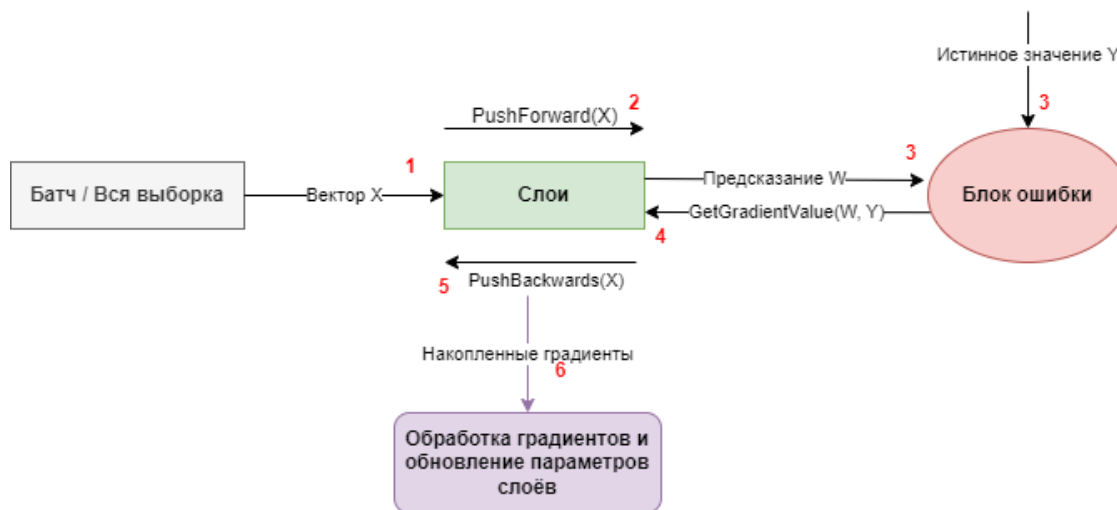 Истинное значение Y
3
2
PushForward(X)
1
3
Батч / Вся выборка
Вектор X
Слои
Предсказание W
Блок ошибки
GetGradientValue(W, Y)
4
5
PushBackwards(X)
Накопленные градиенты
6
Обработка градиентов и
обновление параметров
слоёв